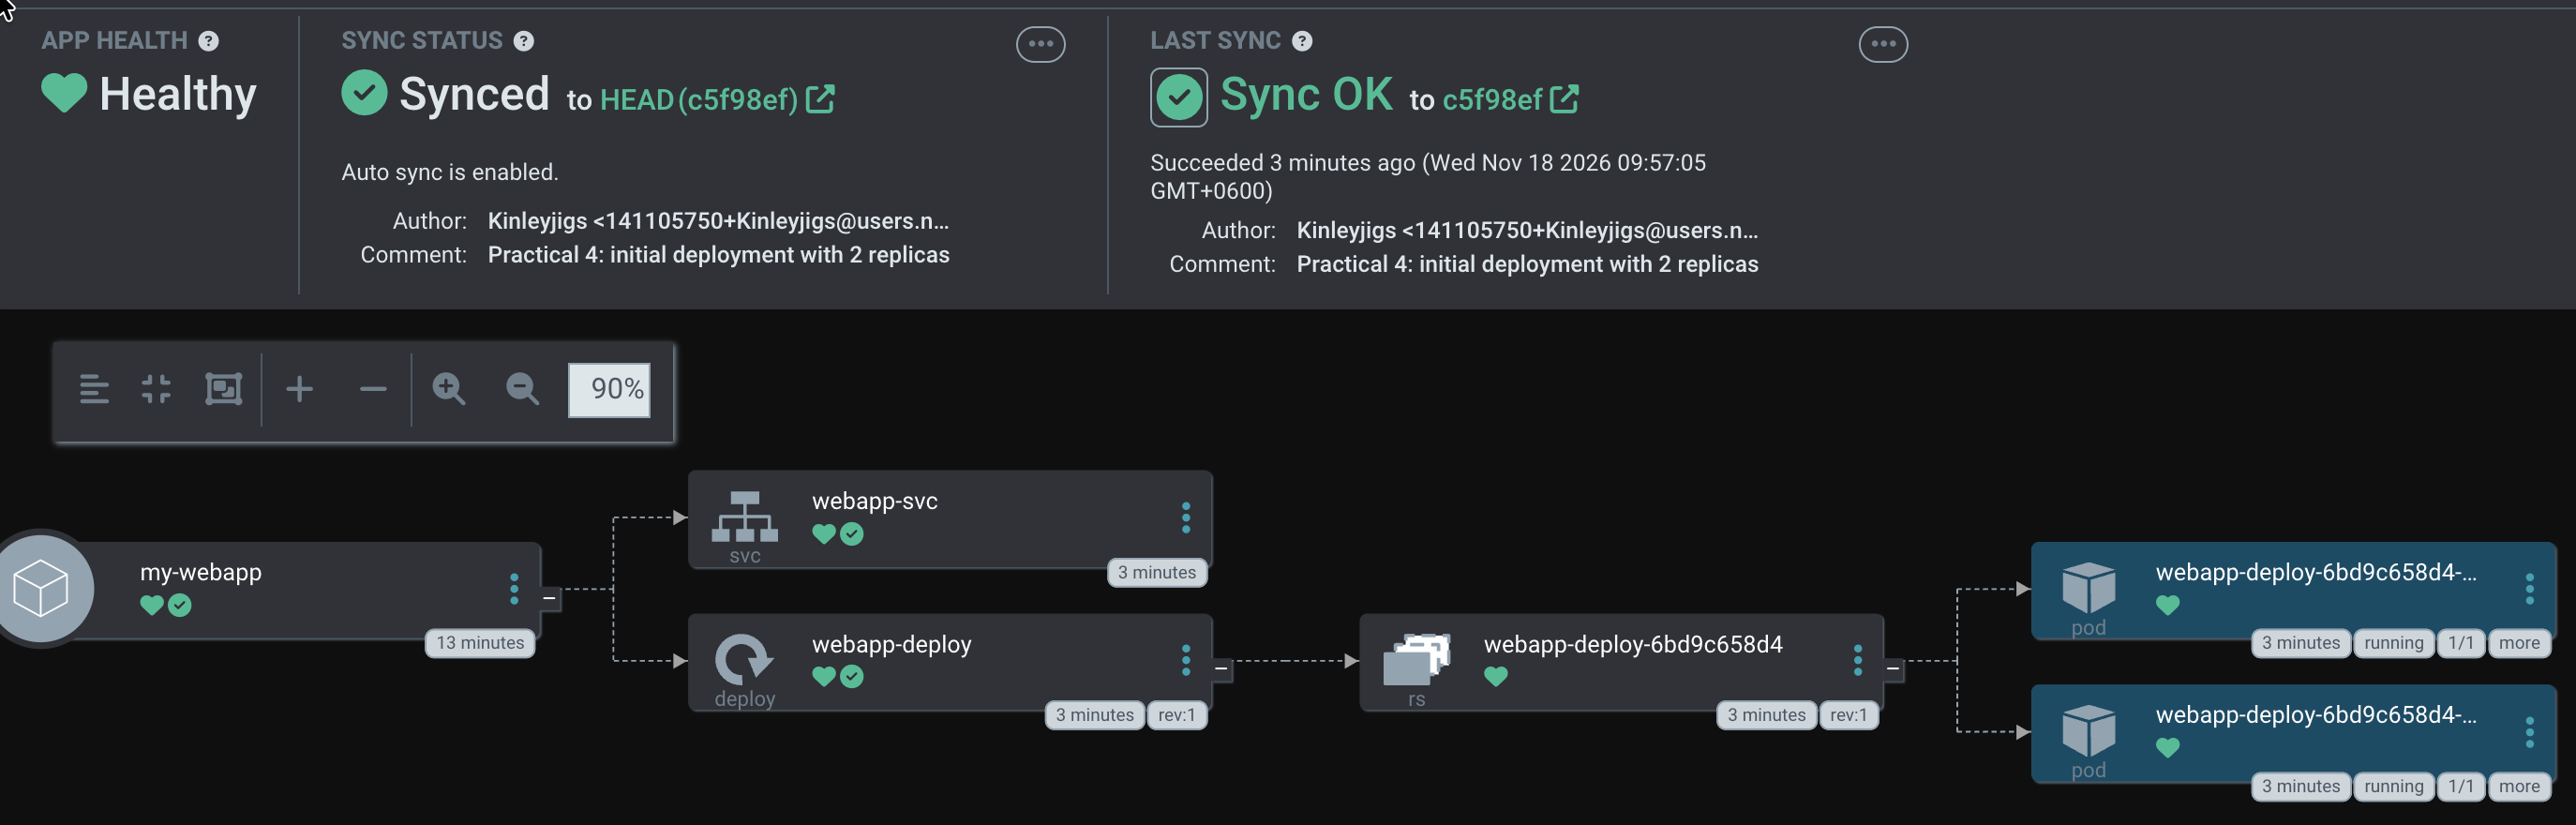 APP HEALTH
Healthy
SYNC STATUS
Synced to HEAD (c5f98ef)
Auto sync is enabled.
Author: Kinleyjigs <141105750+Kinleyjigs@users.n...
Comment: Practical 4: initial deployment with 2 replicas
LAST SYNC
Sync OK to c5f98ef
Succeeded 3 minutes ago (Wed Nov 18 2026 09:57:05
GMT+0600)
Author: Kinleyjigs <141105750+Kinleyjigs@users.n...
Comment: Practical 4: initial deployment with 2 replicas
90%
my-webapp
13 minutes
webapp-svc
svc
3 minutes
webapp-deploy
deploy
3 minutes rev:1
webapp-deploy-6bd9c658d4
rs
3 minutes rev:1
webapp-deploy-6bd9c658d4-...
pod
3 minutes running 1/1 more
webapp-deploy-6bd9c658d4-...
pod
3 minutes running 1/1 more